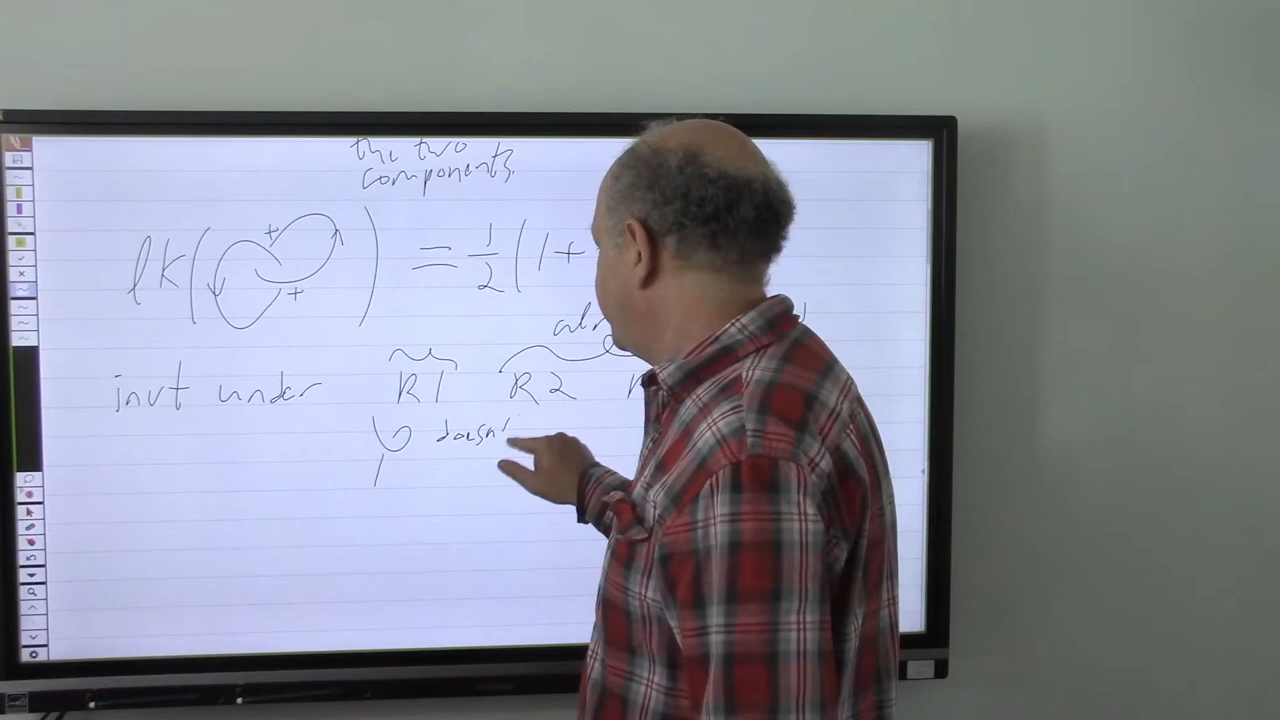 the two
components.
lk( + + ) = 1/2 (1+
invt under R1 R2
doesn'